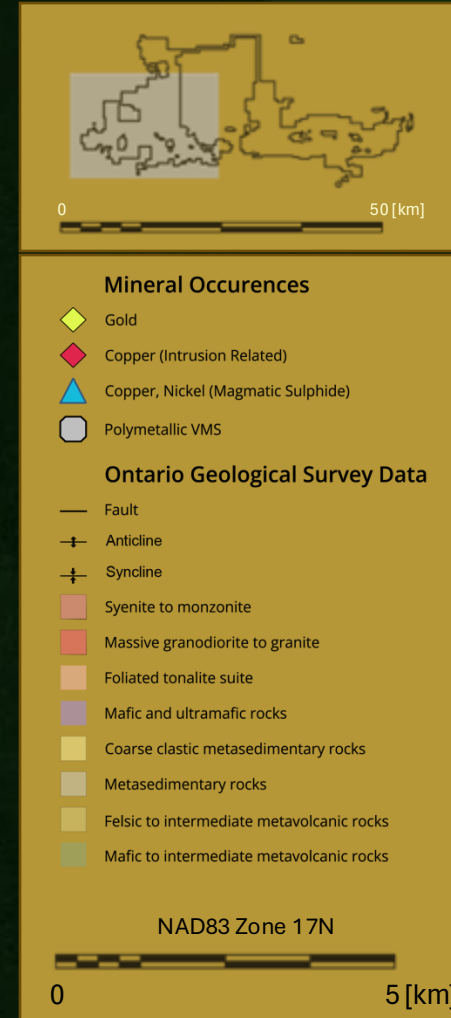 0 50 [km]
Mineral Occurences
Gold
Copper (Intrusion Related)
Copper, Nickel (Magmatic Sulphide)
Polymetallic VMS
Ontario Geological Survey Data
Fault
Anticline
Syncline
Syenite to monzonite
Massive granodiorite to granite
Foliated tonalite suite
Mafic and ultramafic rocks
Coarse clastic metasedimentary rocks
Metasedimentary rocks
Felsic to intermediate metavolcanic rocks
Mafic to intermediate metavolcanic rocks
NAD83 Zone 17N
0 5 [km]